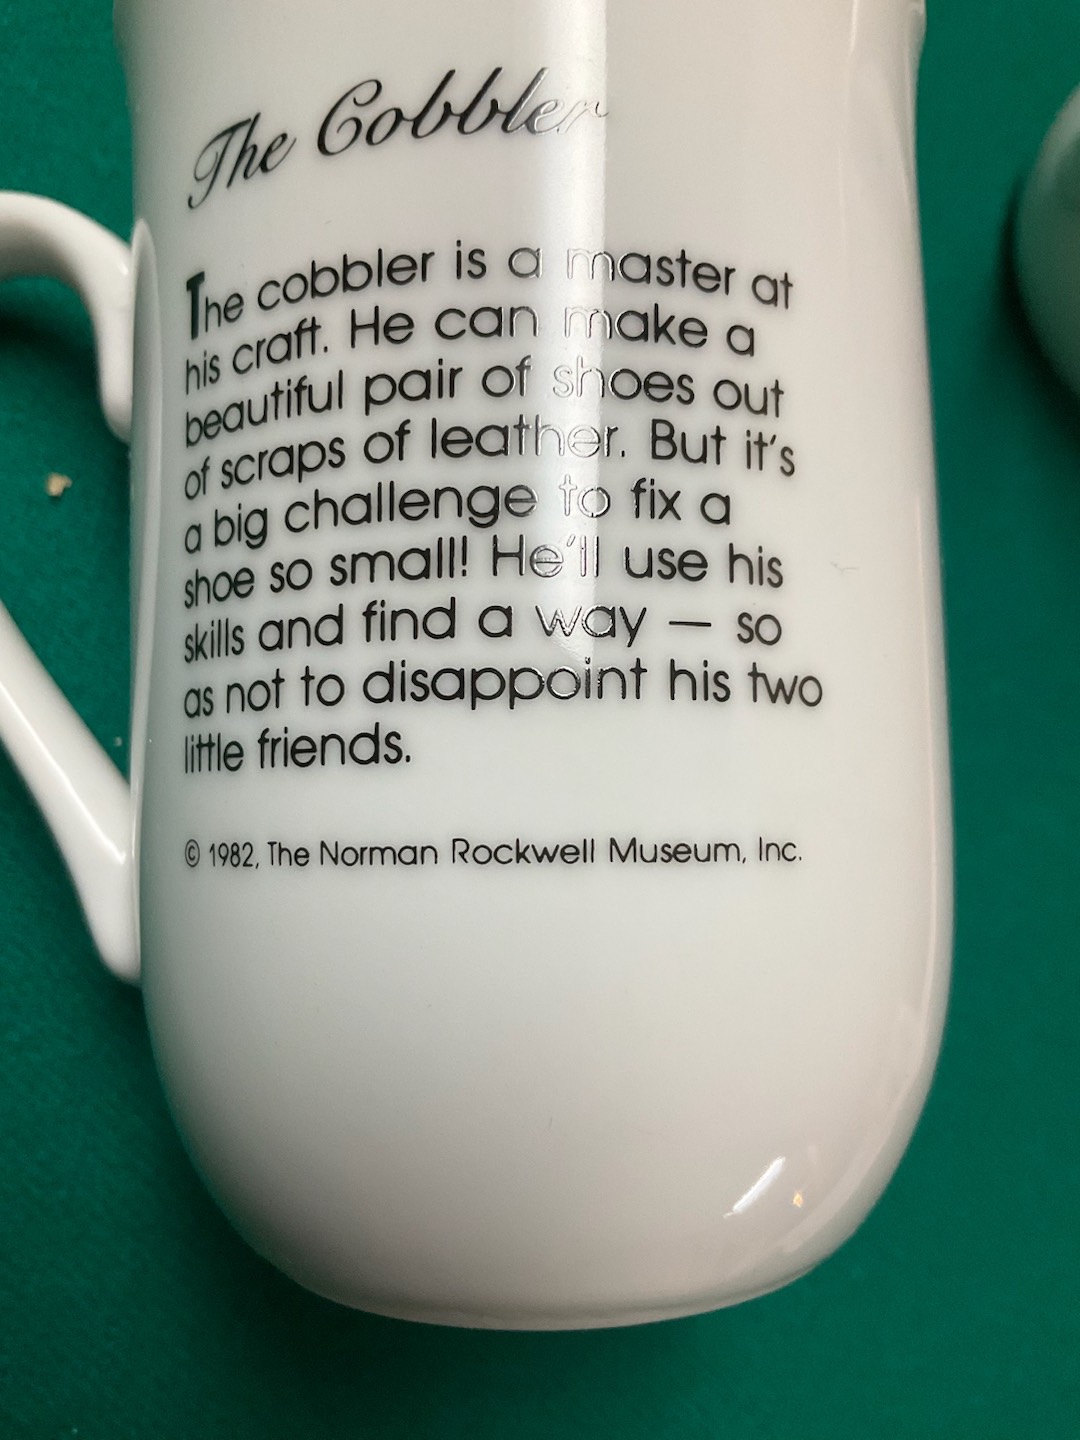 The Cobbler
The cobbler is a master at
his craft. He can make a
beautiful pair of shoes out
of scraps of leather. But it's
a big challenge to fix a
shoe so small! He'll use his
skills and find a way — so
as not to disappoint his two
little friends.
© 1982, The Norman Rockwell Museum, Inc.